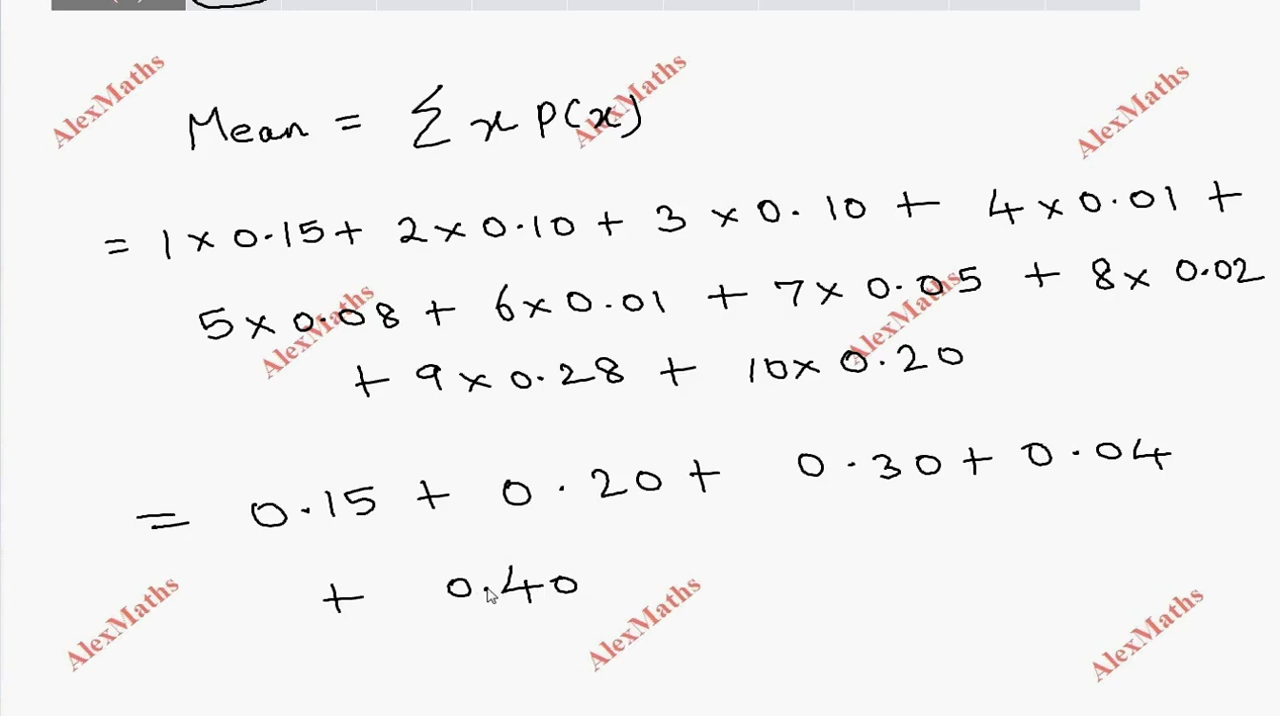 Mean = Σ x P(x)
= 1 × 0.15 + 2 × 0.10 + 3 × 0.10 + 4 × 0.01 +
5 × 0.08 + 6 × 0.01 + 7 × 0.05 + 8 × 0.02
+ 9 × 0.28 + 10 × 0.20
= 0.15 + 0.20 + 0.30 + 0.04
+ 0.40
AlexMaths
AlexMaths
AlexMaths
AlexMaths
AlexMaths
AlexMaths
AlexMaths
AlexMaths